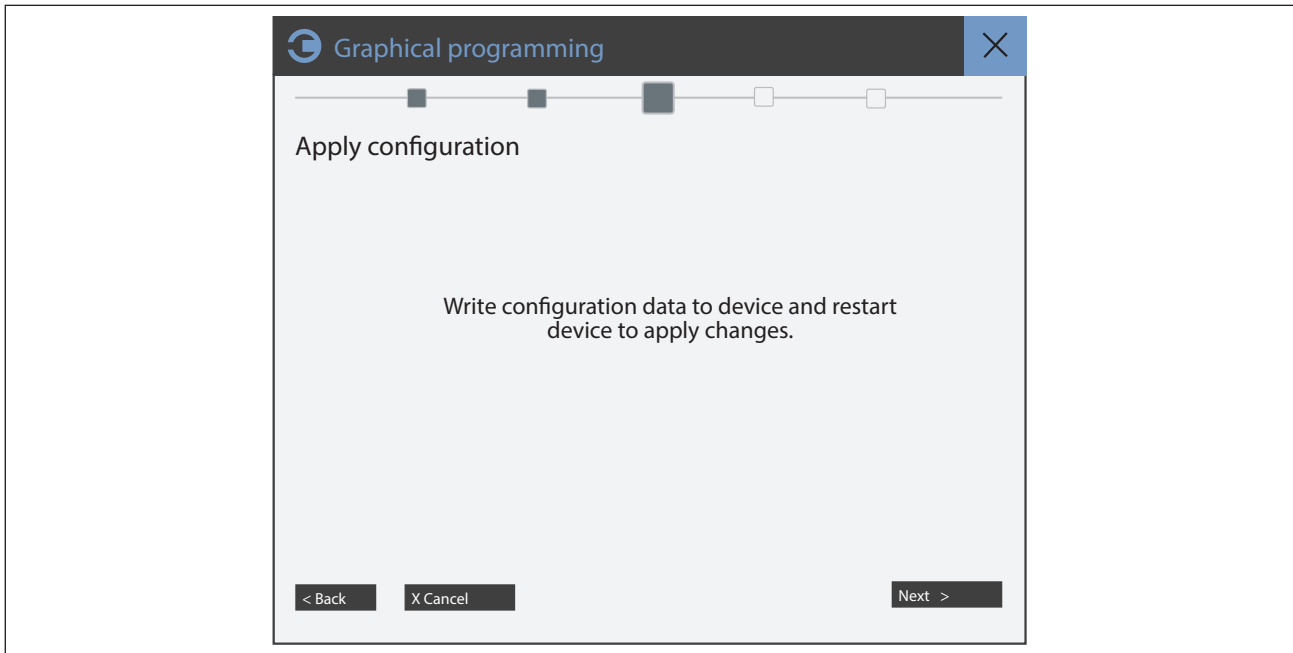 Graphical programming
Apply configuration
Write configuration data to device and restart
device to apply changes.
< Back
X Cancel
Next >